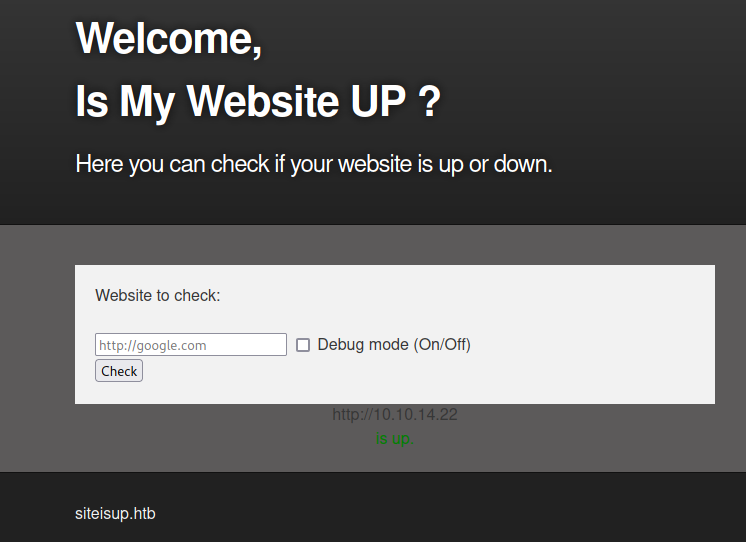 Welcome,
Is My Website UP ?
Here you can check if your website is up or down.
Website to check:
http://google.com Debug mode (On/Off)
Check
http://10.10.14.22
is up.
siteisup.htb